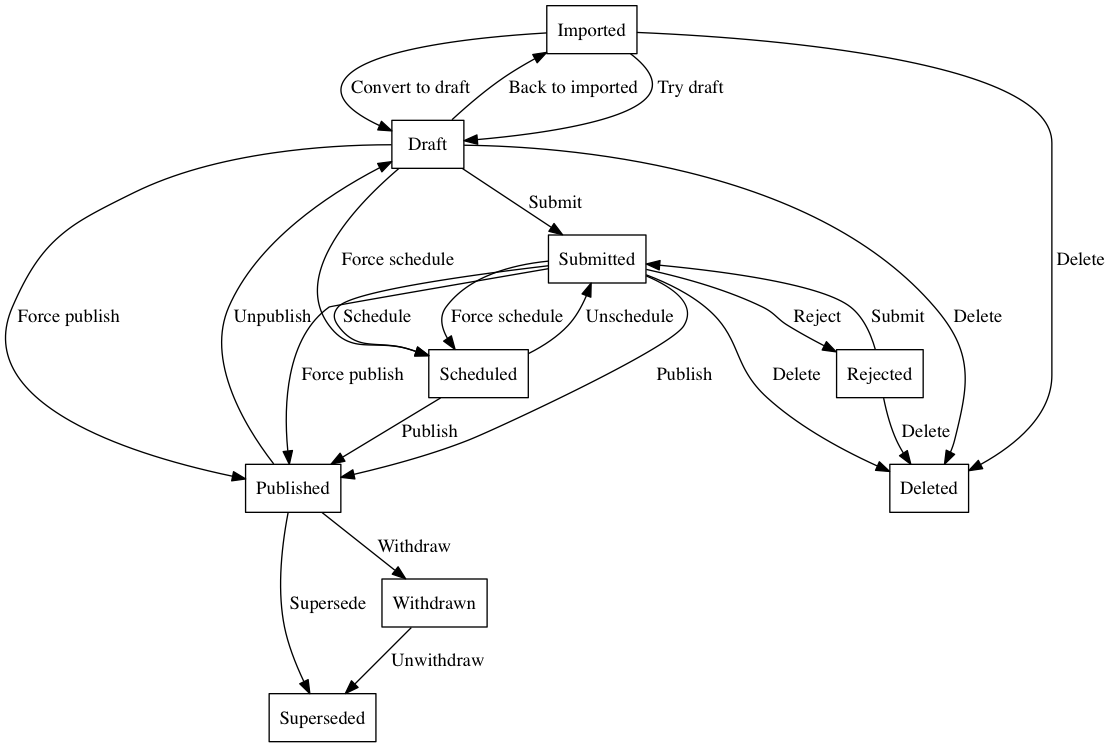 Imported
Convert to draft
Back to imported
Try draft
Draft
Submit
Force schedule
Submitted
Delete
Force publish
Unpublish
Schedule
Force schedule
Unschedule
Reject
Submit
Delete
Force publish
Scheduled
Publish
Delete
Rejected
Publish
Delete
Published
Deleted
Withdraw
Supersede
Withdrawn
Unwithdraw
Superseded